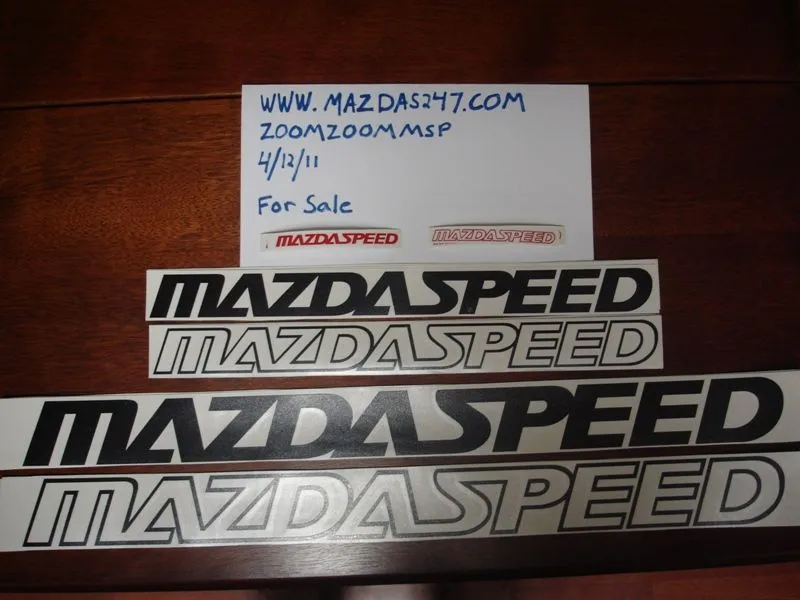 WWW.MAZDAS247.COM
ZOOMZOOMMSP
4/12/11
For Sale
MAZDASPEED MAZDASPEED
MAZDASPEED
MAZDASPEED
MAZDASPEED
MAZDASPEED